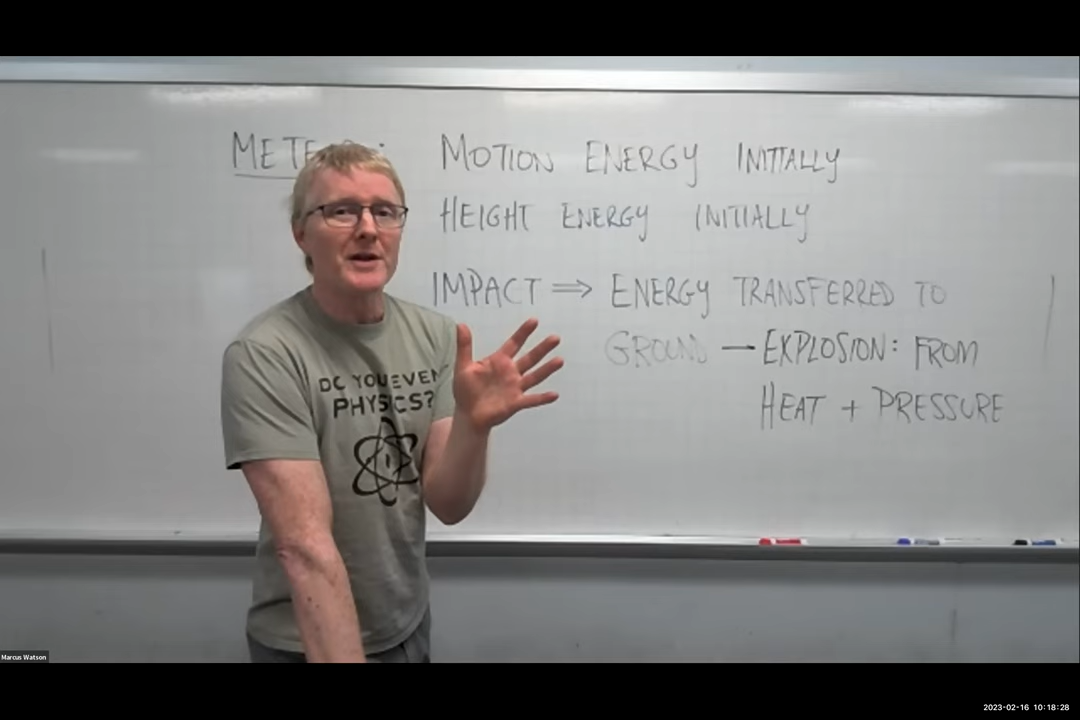 MOTION ENERGY INITIALLY
HEIGHT ENERGY INITIALLY
IMPACT ⇒ ENERGY TRANSFERRED TO
GROUND — EXPLOSION: FROM
HEAT + PRESSURE
DO YOU EVEN
PHYSICS?
Marcus Watson
2023-02-16 10:18:28